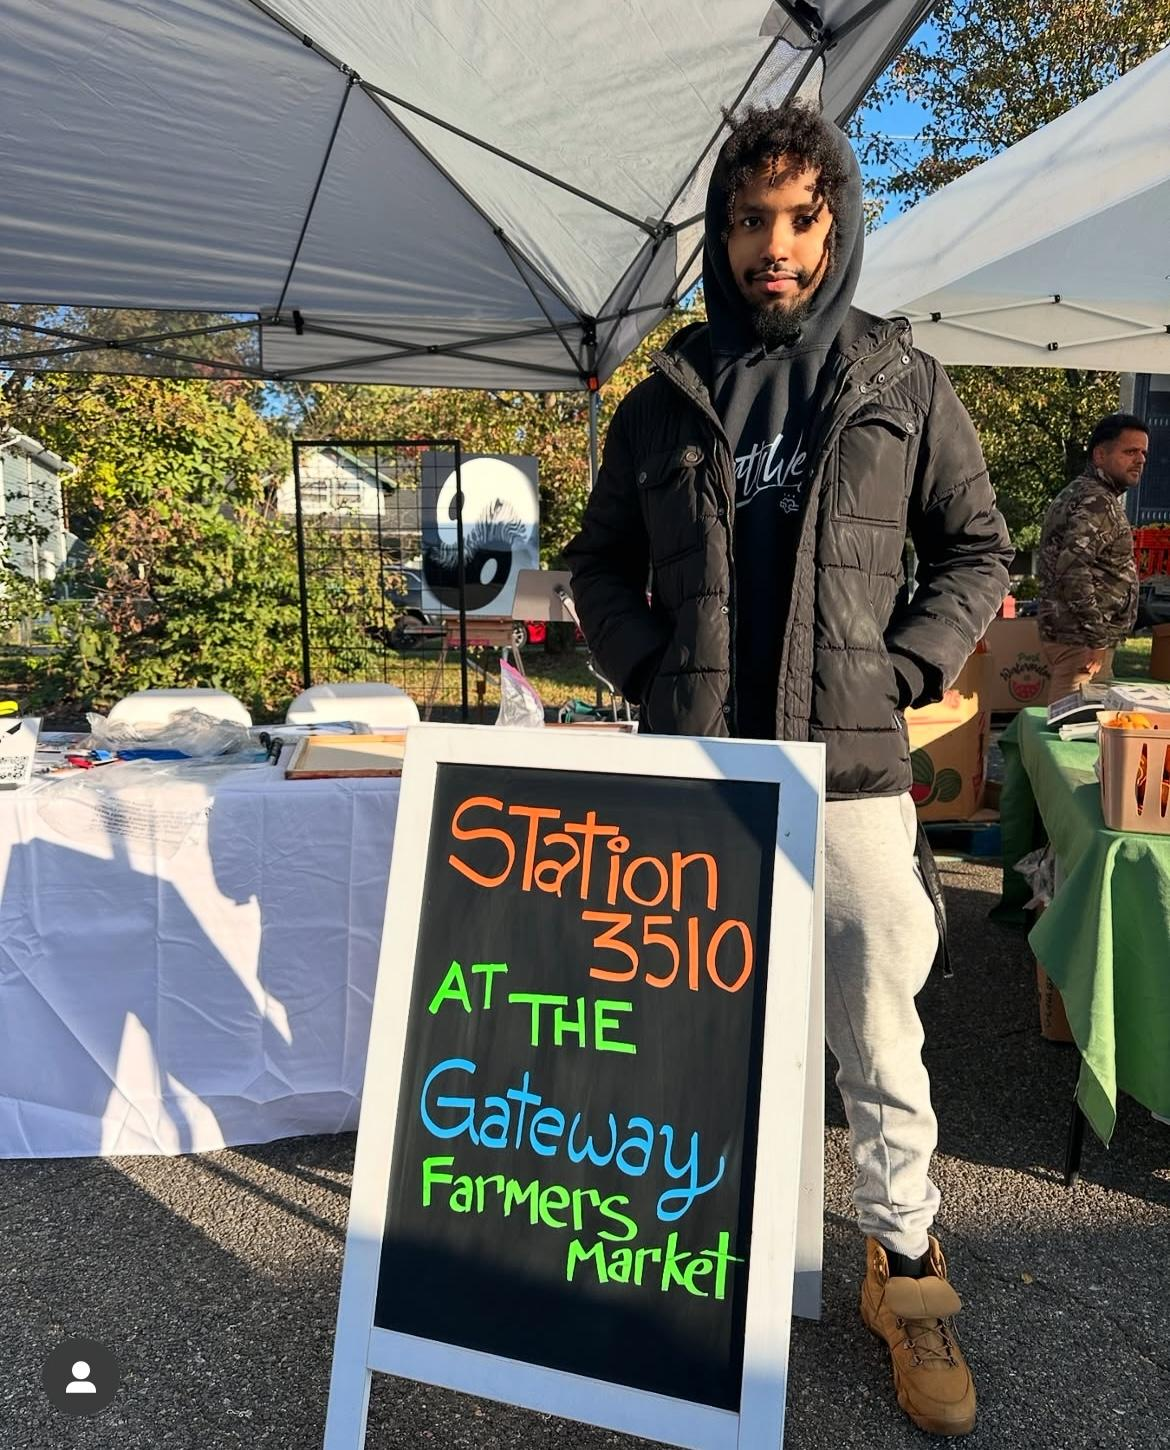 Station
3510
AT THE
Gateway
Farmers
Market